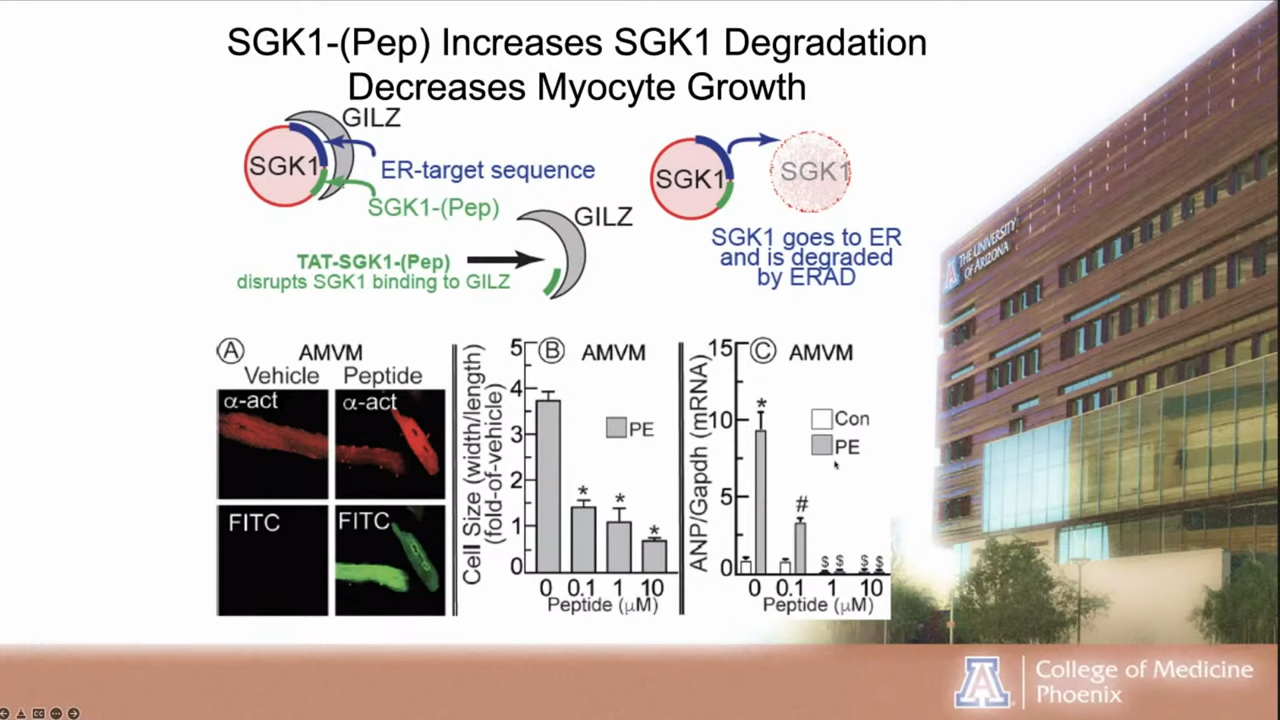 SGK1-(Pep) Increases SGK1 Degradation
Decreases Myocyte Growth
GILZ
SGK1
ER-target sequence
SGK1-(Pep)
GILZ
TAT-SGK1-(Pep)
disrupts SGK1 binding to GILZ
SGK1
SGK1
SGK1 goes to ER
and is degraded
by ERAD
A
AMVM
Vehicle
Peptide
α-act
α-act
FITC
FITC
Cell Size (width/length)
(fold-of-vehicle)
B
AMVM
5
4
3
2
1
0
PE
*
*
*
0 0.1 1 10
Peptide (μM)
ANP/Gapdh (mRNA)
C
AMVM
15
10
5
0
Con
PE
*
#
$ $
$ $
0 0.1 1 10
Peptide (μM)
A
THE UNIVERSITY
OF ARIZONA
A
College of Medicine
Phoenix
CC